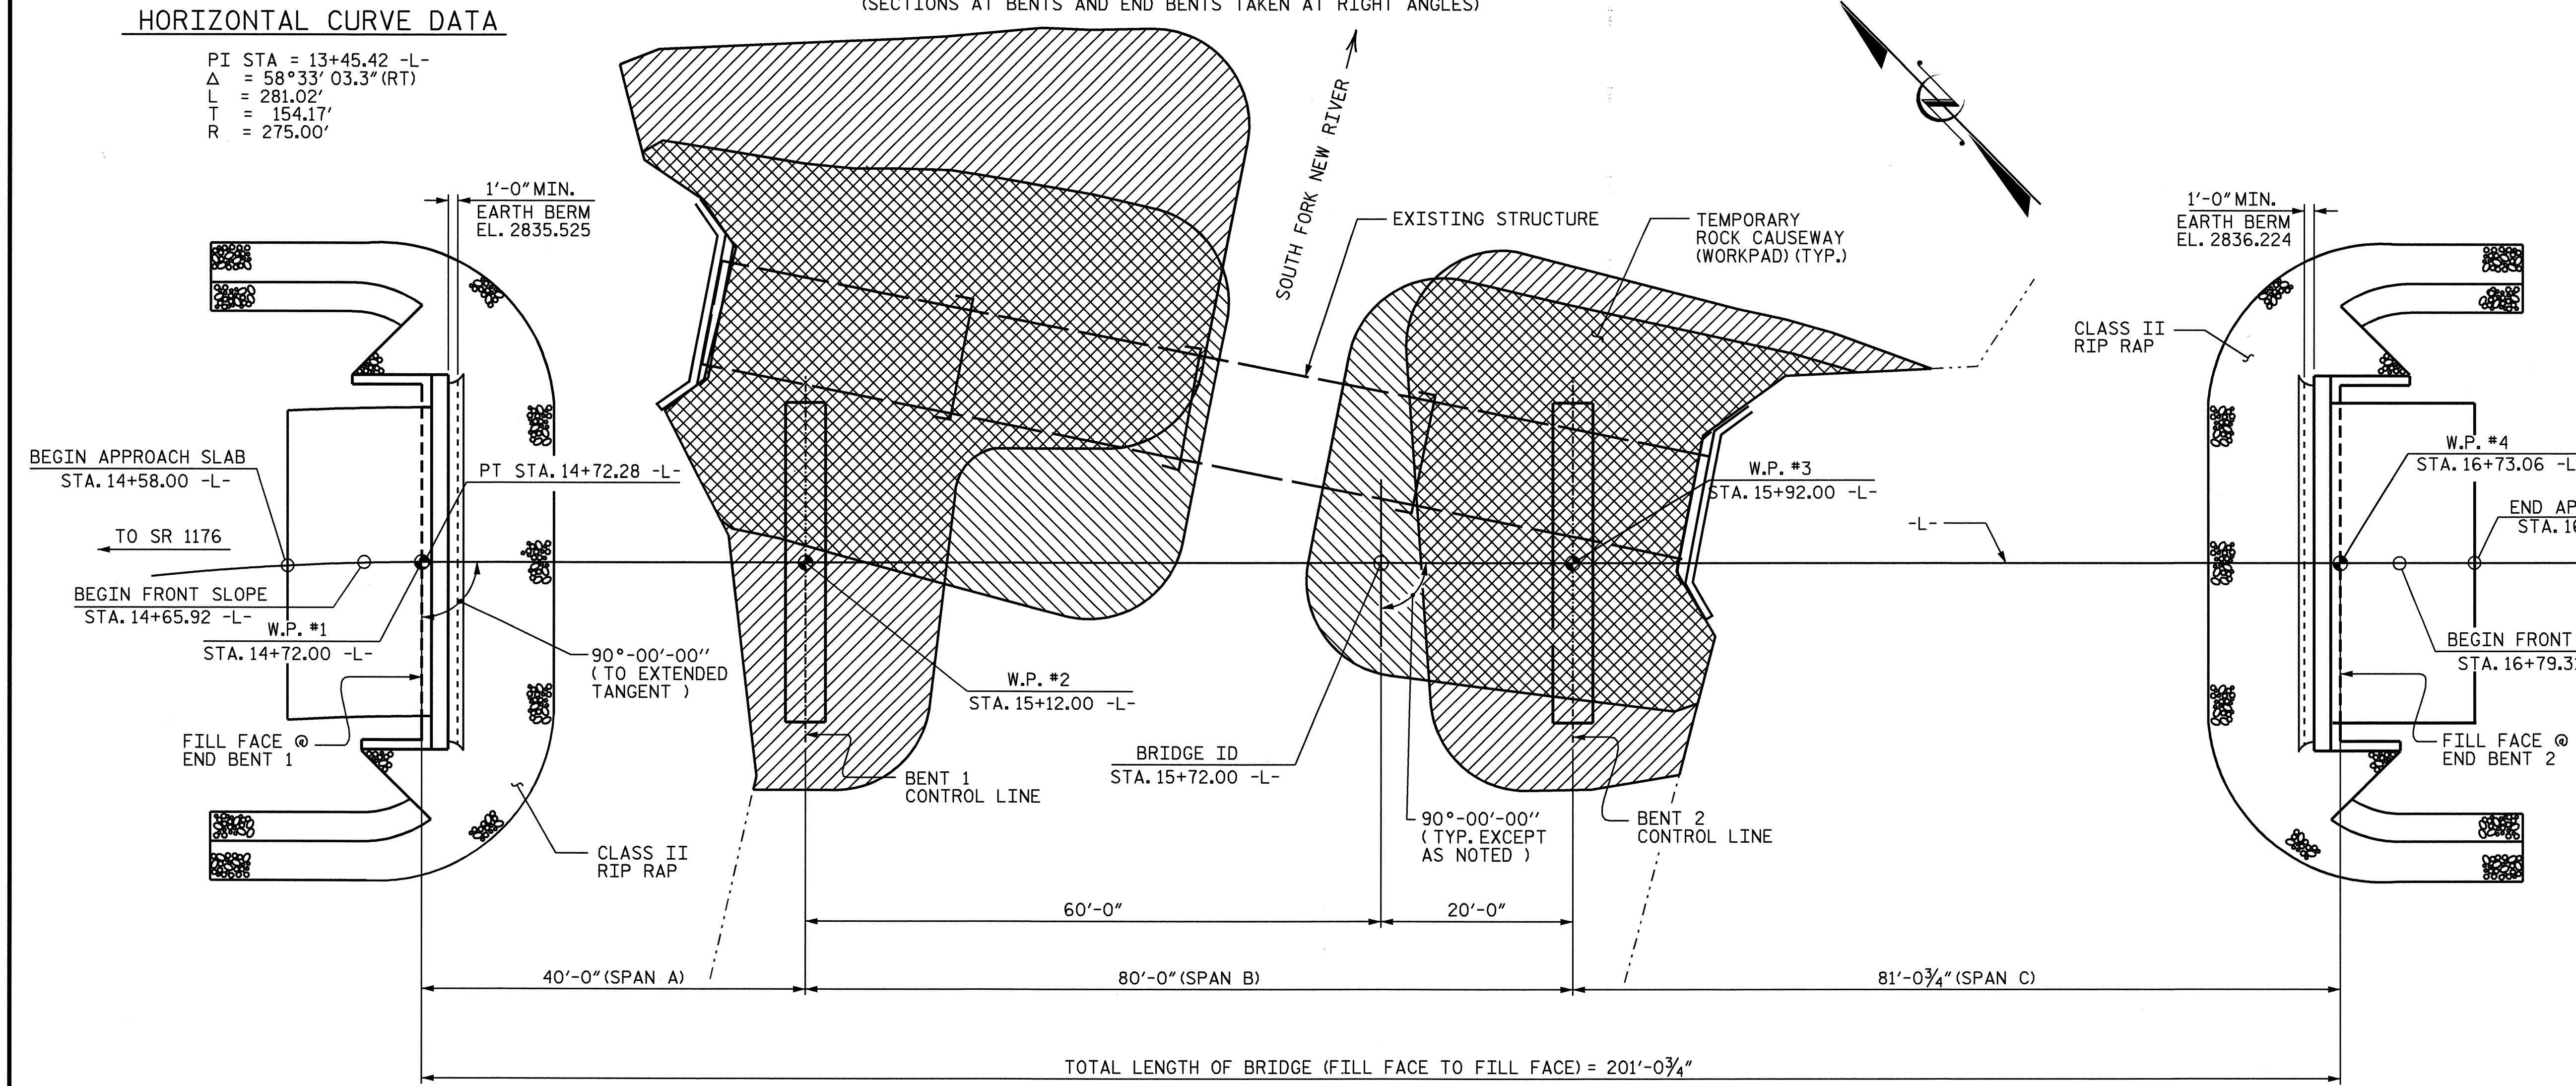 (SECTIONS AT BENTS AND END BENTS TAKEN AT RIGHT ANGLES)
HORIZONTAL CURVE DATA
PI STA = 13+45.42 -L-
Δ = 58°33' 03.3" (RT)
L = 281.02'
T = 154.17'
R = 275.00'
1'-0" MIN.
EARTH BERM
EL. 2835.525
SOUTH FORK NEW RIVER
EXISTING STRUCTURE
TEMPORARY
ROCK CAUSEWAY
(WORKPAD) (TYP.)
1'-0" MIN.
EARTH BERM
EL. 2836.224
CLASS II
RIP RAP
BEGIN APPROACH SLAB
STA. 14+58.00 -L-
PT STA. 14+72.28 -L-
TO SR 1176
BEGIN FRONT SLOPE
STA. 14+65.92 -L-
W.P. #1
STA. 14+72.00 -L-
90°-00'-00"
( TO EXTENDED
TANGENT )
W.P. #2
STA. 15+12.00 -L-
W.P. #3
STA. 15+92.00 -L-
-L-
W.P. #4
STA. 16+73.06 -L
END AP
STA. 16
BEGIN FRONT
STA. 16+79.3
FILL FACE @
END BENT 1
BENT 1
CONTROL LINE
BRIDGE ID
STA. 15+72.00 -L-
90°-00'-00"
( TYP. EXCEPT
AS NOTED )
BENT 2
CONTROL LINE
FILL FACE @
END BENT 2
CLASS II
RIP RAP
60'-0"
20'-0"
40'-0" (SPAN A)
80'-0" (SPAN B)
81'-0¾" (SPAN C)
TOTAL LENGTH OF BRIDGE (FILL FACE TO FILL FACE) = 201'-0¾"